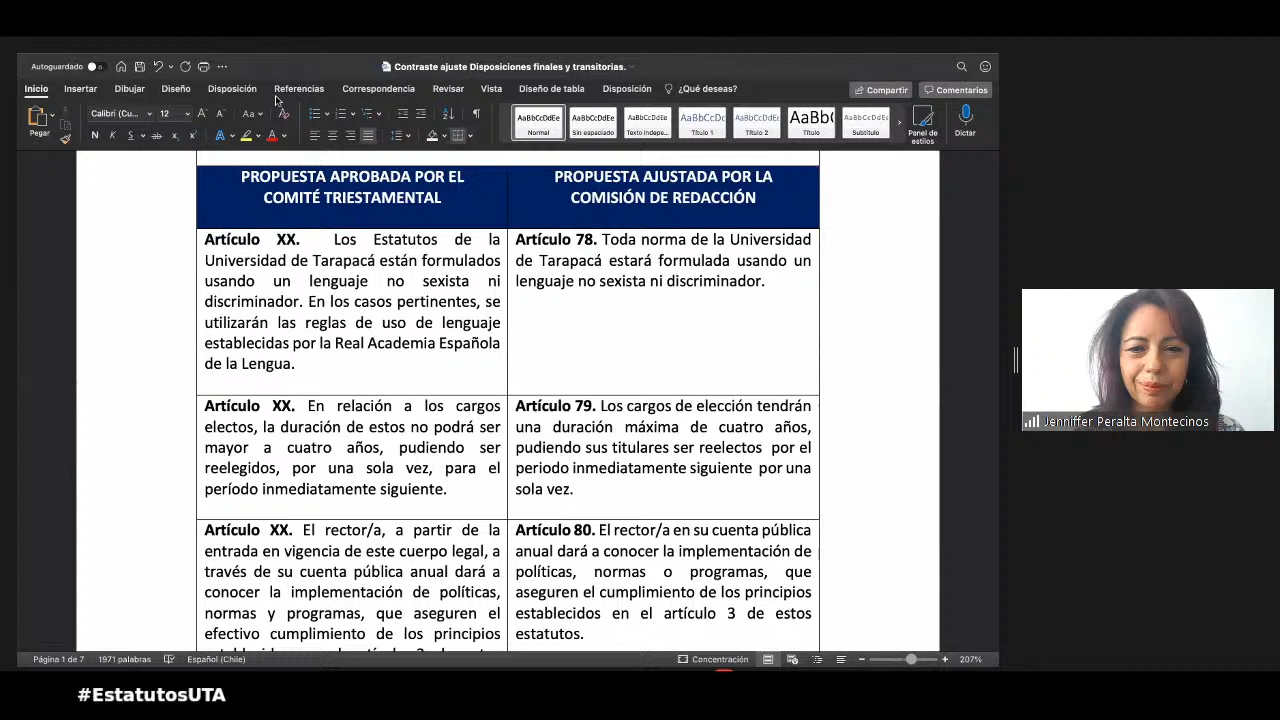 Autoguardado
Contraste ajuste Disposiciones finales y transitorias.
Inicio Insertar Dibujar Diseño Disposición Referencias Correspondencia Revisar Vista Diseño de tabla Disposición ¿Qué deseas? Compartir Comentarios
Pegar
Calibri (Cu... 12
N K S ab x₂ x²
AaBbCcDdEe AaBbCcDdEe AaBbCcDdEe AaBbCcDc AaBbCcDdEe AaBb( AaBbCcDdEe
Normal Sin espaciado Texto indepe... Título 1 Título 2 Título Subtítulo
Panel de
estilos
Dictar
PROPUESTA APROBADA POR EL
COMITÉ TRIESTAMENTAL
PROPUESTA AJUSTADA POR LA
COMISIÓN DE REDACCIÓN
Artículo XX. Los Estatutos de la
Universidad de Tarapacá están formulados
usando un lenguaje no sexista ni
discriminador. En los casos pertinentes, se
utilizarán las reglas de uso de lenguaje
establecidas por la Real Academia Española
de la Lengua.
Artículo 78. Toda norma de la Universidad
de Tarapacá estará formulada usando un
lenguaje no sexista ni discriminador.
Artículo XX. En relación a los cargos
electos, la duración de estos no podrá ser
mayor a cuatro años, pudiendo ser
reelegidos, por una sola vez, para el
período inmediatamente siguiente.
Artículo 79. Los cargos de elección tendrán
una duración máxima de cuatro años,
pudiendo sus titulares ser reelectos por el
periodo inmediatamente siguiente por una
sola vez.
Artículo XX. El rector/a, a partir de la
entrada en vigencia de este cuerpo legal, a
través de su cuenta pública anual dará a
conocer la implementación de políticas,
normas y programas, que aseguren el
efectivo cumplimiento de los principios
Artículo 80. El rector/a en su cuenta pública
anual dará a conocer la implementación de
políticas, normas o programas, que
aseguren el cumplimiento de los principios
establecidos en el artículo 3 de estos
estatutos.
Jenniffer Peralta Montecinos
Página 1 de 7 1971 palabras Español (Chile) Concentración 207%
#EstatutosUTA